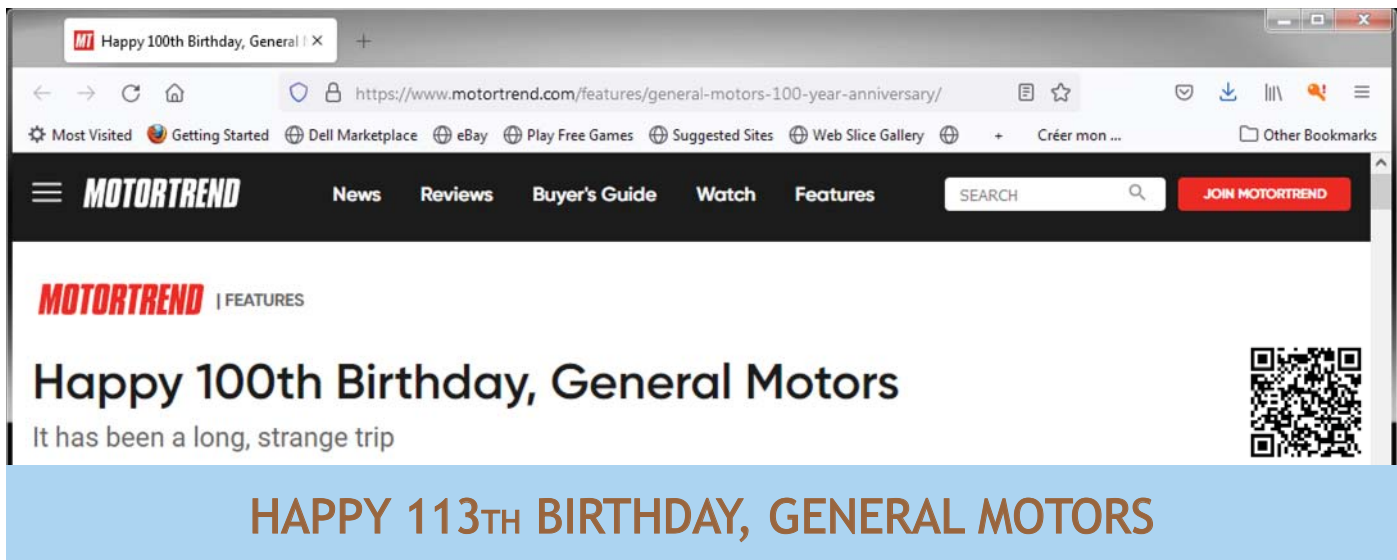 MT Happy 100th Birthday, General
https://www.motortrend.com/features/general-motors-100-year-anniversary/
Most Visited Getting Started Dell Marketplace eBay Play Free Games Suggested Sites Web Slice Gallery + Créer mon ... Other Bookmarks
MOTORTREND News Reviews Buyer's Guide Watch Features SEARCH JOIN MOTORTREND
MOTORTREND | FEATURES
Happy 100th Birthday, General Motors
It has been a long, strange trip
HAPPY 113TH BIRTHDAY, GENERAL MOTORS